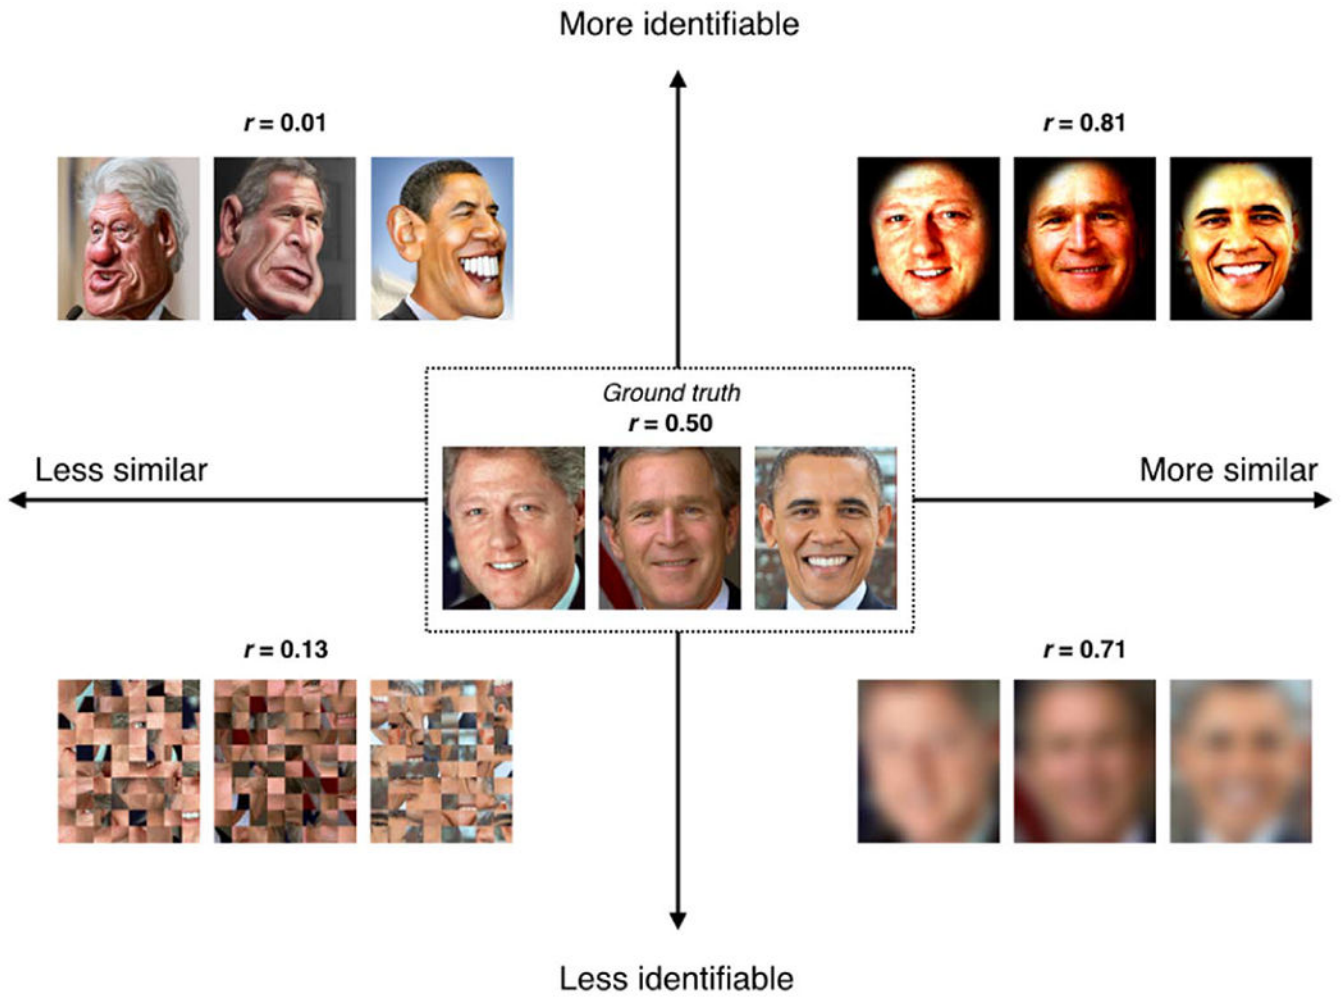 More identifiable
r = 0.01
r = 0.81
Ground truth
r = 0.50
Less similar
More similar
r = 0.13
r = 0.71
Less identifiable